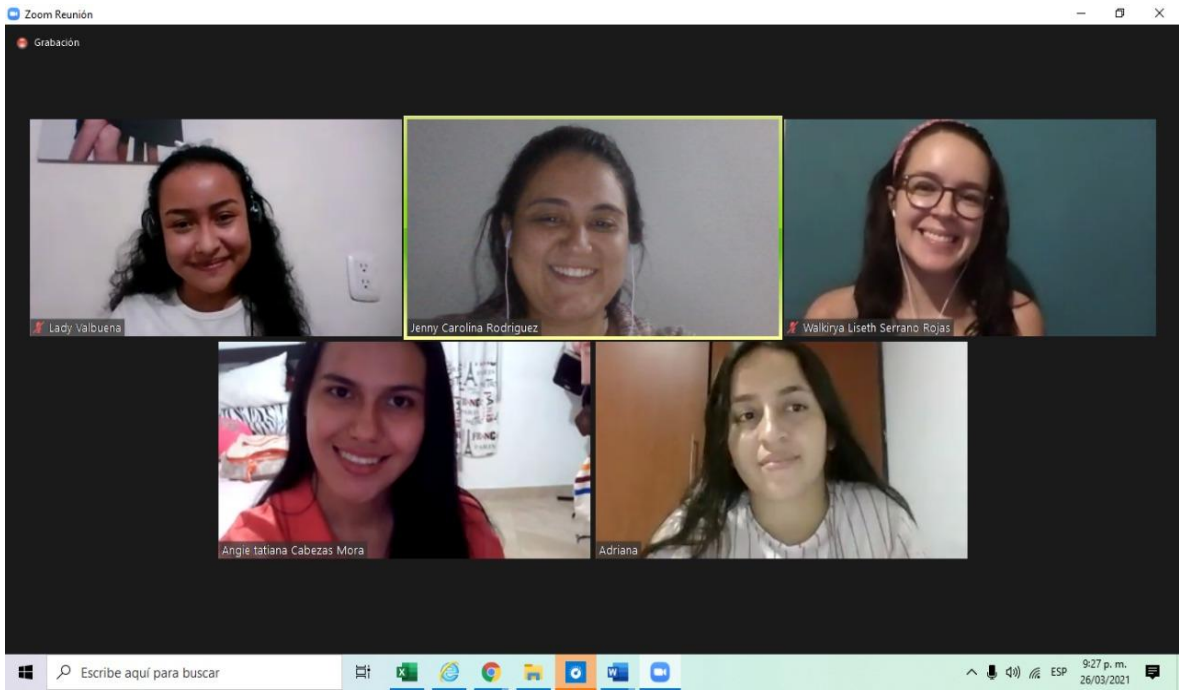 Zoom Reunión
Grabación
Lady Valbuena
Jenny Carolina Rodriguez
Walkirya Liseth Serrano Rojas
Angie tatiana Cabezas Mora
Adriana
Escribe aquí para buscar
ESP
9:27 p. m.
26/03/2021